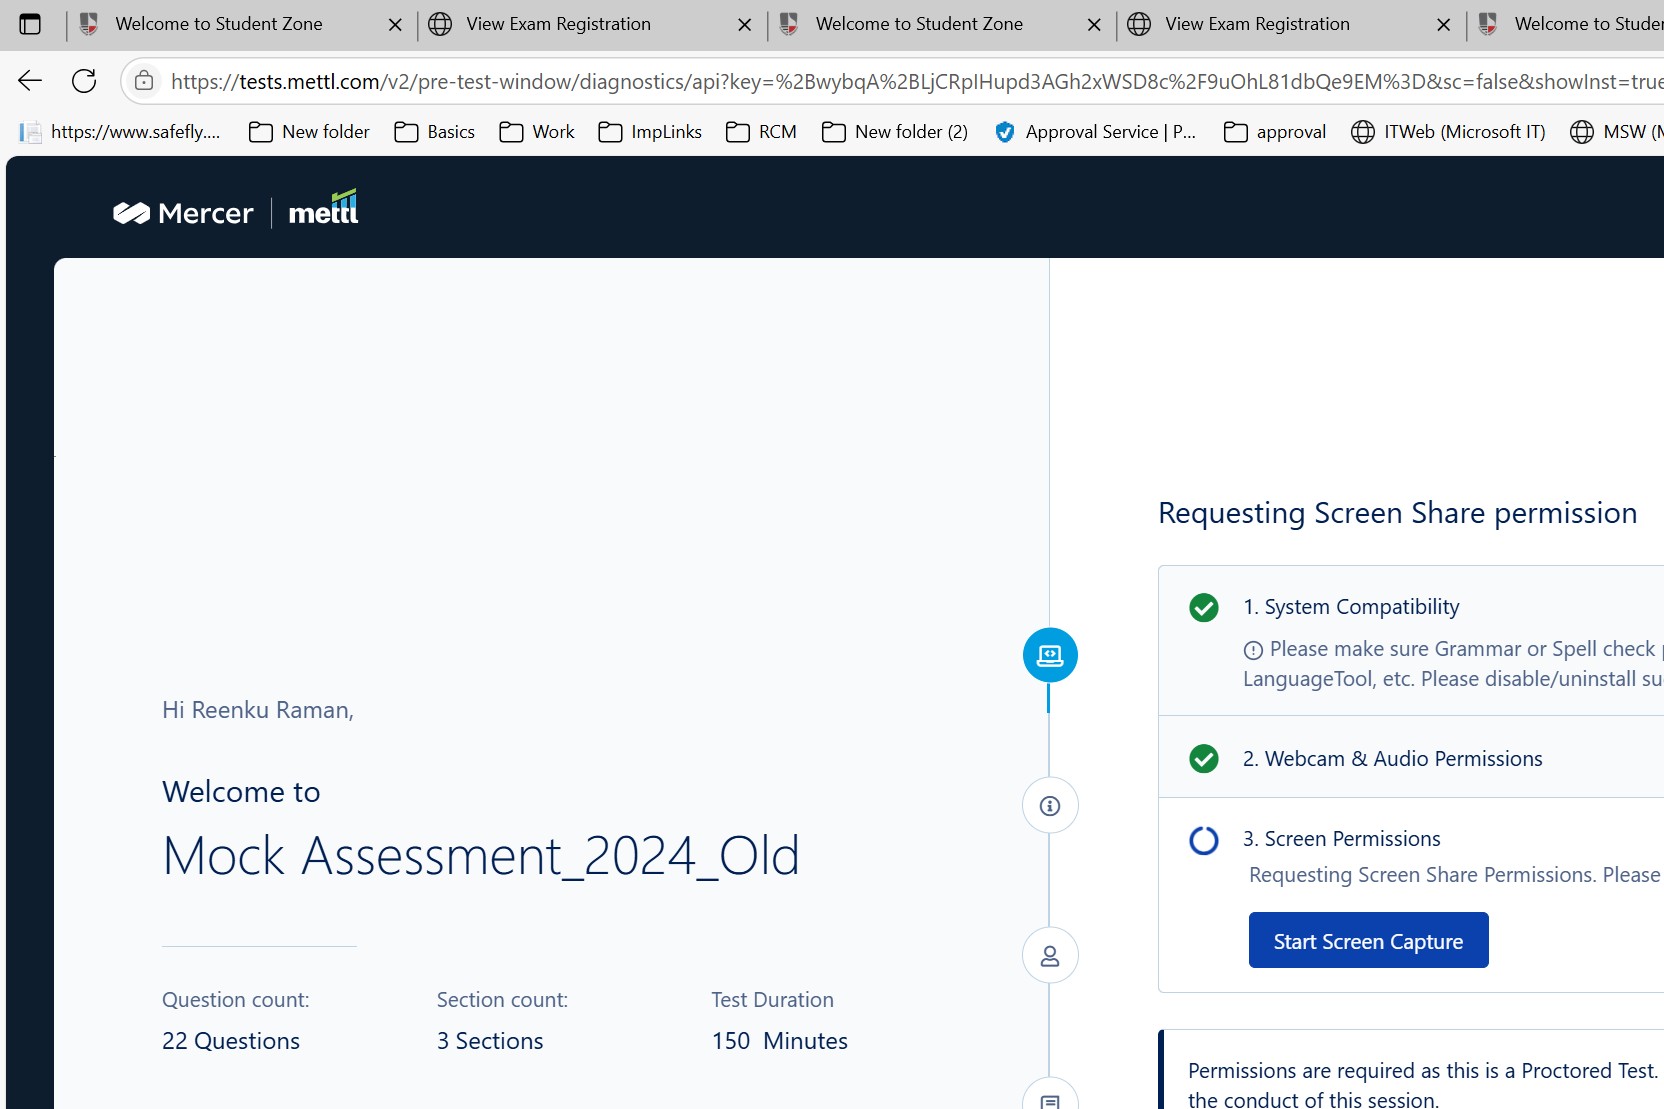 Welcome to Student Zone
View Exam Registration
Welcome to Student Zone
View Exam Registration
Welcome to Studen
https://tests.mettl.com/v2/pre-test-window/diagnostics/api?key=%2BwybqA%2BLjCRpIHupd3AGh2xWSD8c%2F9uOhL81dbQe9EM%3D&sc=false&showInst=true
https://www.safefly....
New folder
Basics
Work
ImpLinks
RCM
New folder (2)
Approval Service | P...
approval
ITWeb (Microsoft IT)
MSW (M
Mercer | mettl
Requesting Screen Share permission
1. System Compatibility
Please make sure Grammar or Spell check
LanguageTool, etc. Please disable/uninstall su
Hi Reenku Raman,
2. Webcam & Audio Permissions
Welcome to
Mock Assessment_2024_Old
3. Screen Permissions
Requesting Screen Share Permissions. Please
Start Screen Capture
Question count:
22 Questions
Section count:
3 Sections
Test Duration
150 Minutes
Permissions are required as this is a Proctored Test.
the conduct of this session.